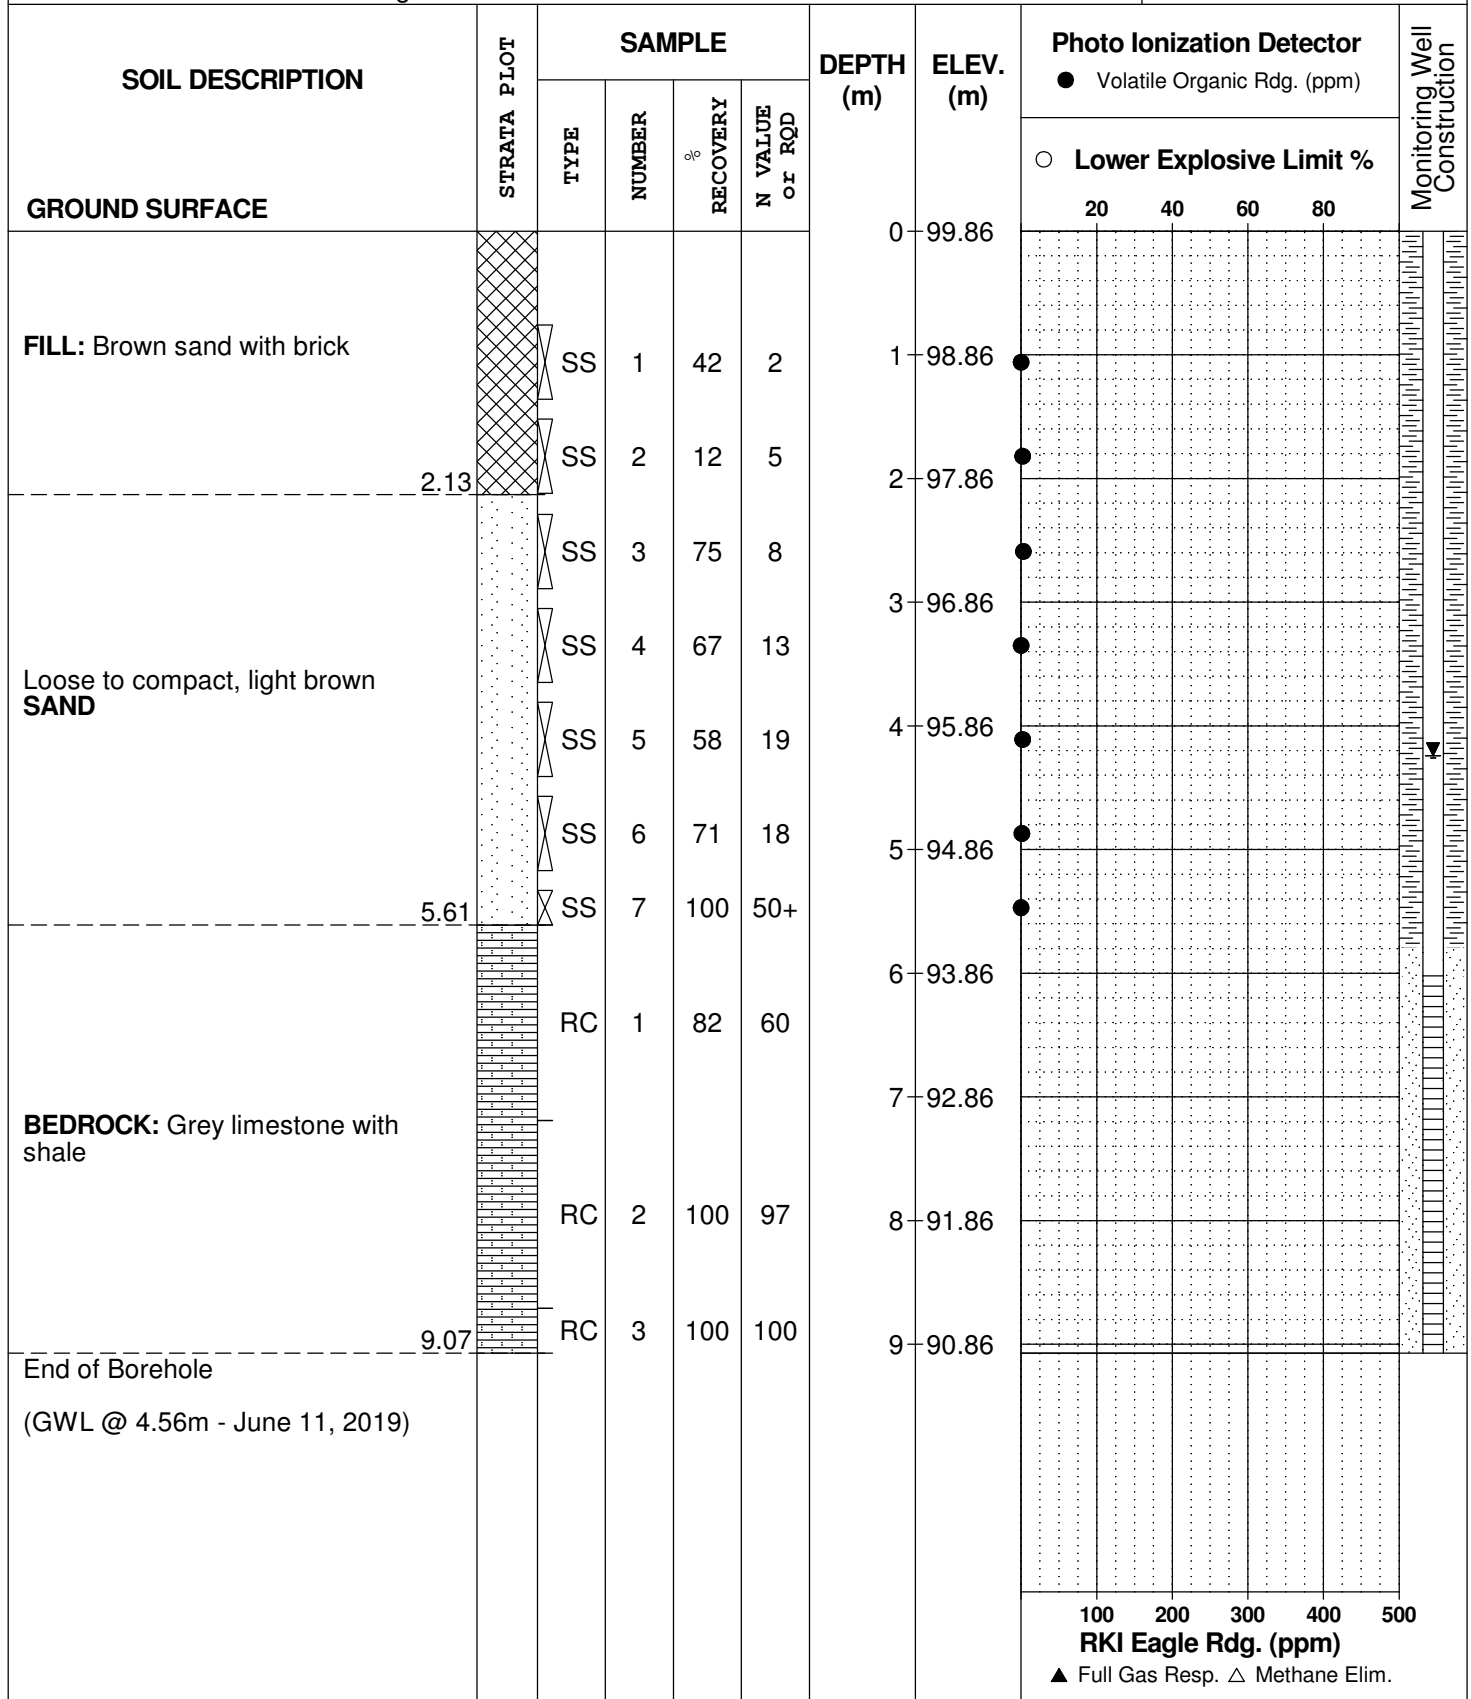 SOIL DESCRIPTION
GROUND SURFACE
STRATA PLOT
SAMPLE
TYPE
NUMBER
%
RECOVERY
N VALUE
or RQD
DEPTH
(m)
ELEV.
(m)
Photo Ionization Detector
● Volatile Organic Rdg. (ppm)
○ Lower Explosive Limit %
20 40 60 80
Monitoring Well
Construction
0 99.86
FILL: Brown sand with brick
SS 1 42 2
1 98.86
SS 2 12 5
2.13
2 97.86
SS 3 75 8
3 96.86
SS 4 67 13
Loose to compact, light brown
SAND
4 95.86
SS 5 58 19
SS 6 71 18
5 94.86
5.61
SS 7 100 50+
6 93.86
RC 1 82 60
7 92.86
BEDROCK: Grey limestone with
shale
RC 2 100 97
8 91.86
RC 3 100 100
9.07
9 90.86
End of Borehole
(GWL @ 4.56m - June 11, 2019)
100 200 300 400 500
RKI Eagle Rdg. (ppm)
▲ Full Gas Resp. △ Methane Elim.